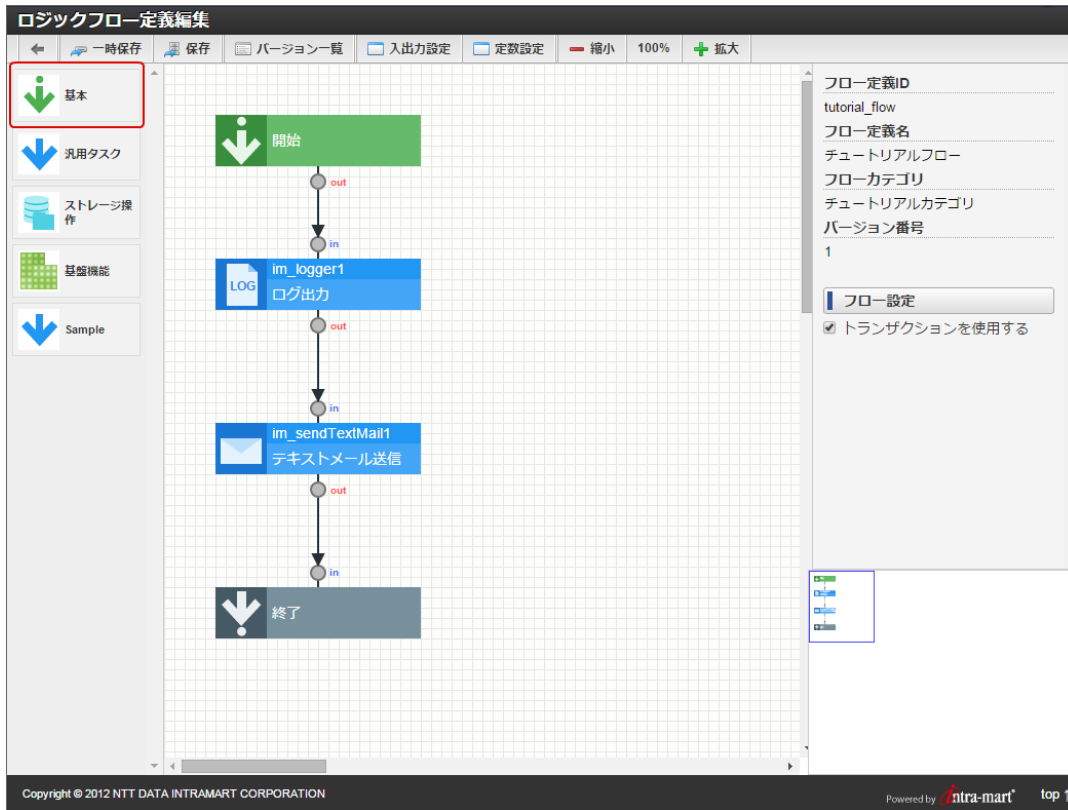 ロジックフロー定義編集
一時保存 保存 バージョン一覧 入出力設定 定数設定 縮小 100% 拡大
基本
汎用タスク
ストレージ操
作
基盤機能
Sample
開始
out
in
LOG
im_logger1
ログ出力
out
in
im_sendTextMail1
テキストメール送信
out
in
終了
フロー定義ID
tutorial_flow
フロー定義名
チュートリアルフロー
フローカテゴリ
チュートリアルカテゴリ
バージョン番号
1
フロー設定
トランザクションを使用する
Copyright © 2012 NTT DATA INTRAMART CORPORATION
Powered by intra-mart
top